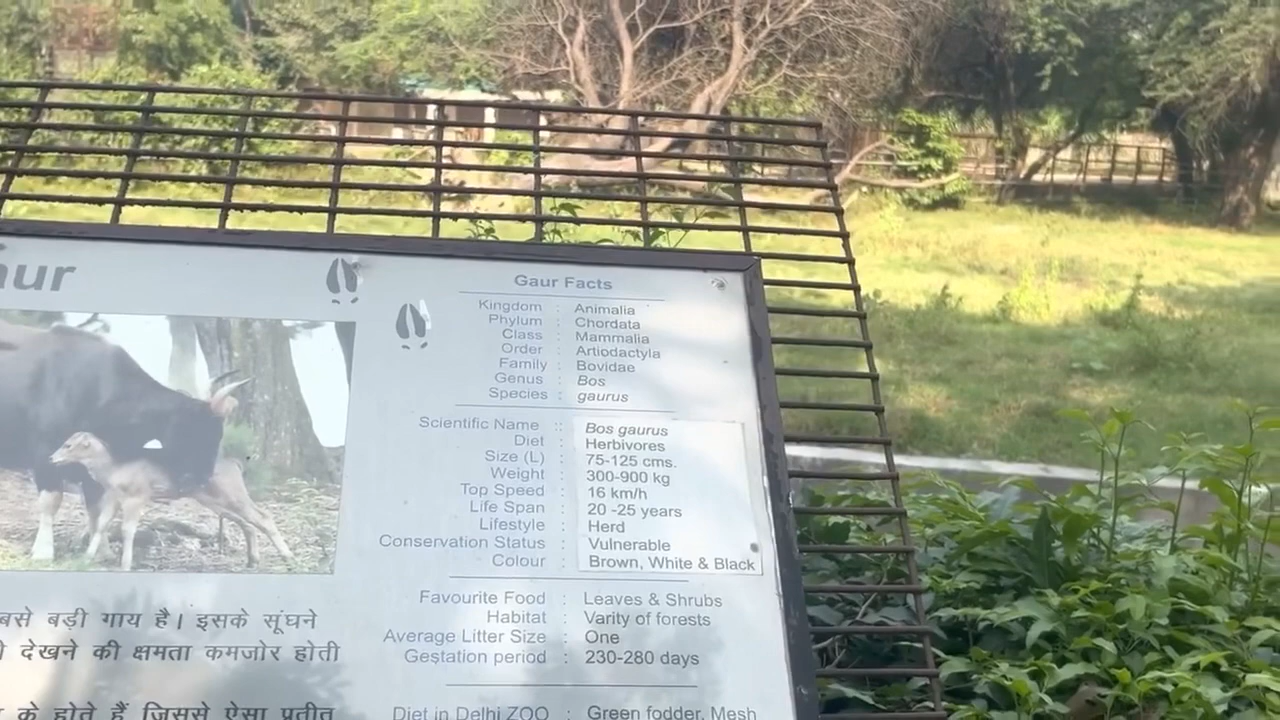 Gaur Facts
Kingdom : Animalia
Phylum : Chordata
Class : Mammalia
Order : Artiodactyla
Family : Bovidae
Genus : Bos
Species : gaurus
Scientific Name :: Bos gaurus
Diet : Herbivores
Size (L) : 75-125 cms.
Weight : 300-900 kg
Top Speed : 16 km/h
Life Span : 20 -25 years
Lifestyle : Herd
Conservation Status : Vulnerable
Colour : Brown, White & Black
Favourite Food : Leaves & Shrubs
Habitat : Varity of forests
Average Litter Size : One
Gestation period : 230-280 days
Diet in Delhi ZOO : Green fodder, Mesh
बड़ी गाय है। इसके सूंघने
देखने की क्षमता कमजोर होती
के होते हैं जिससे ऐसा प्रतीत